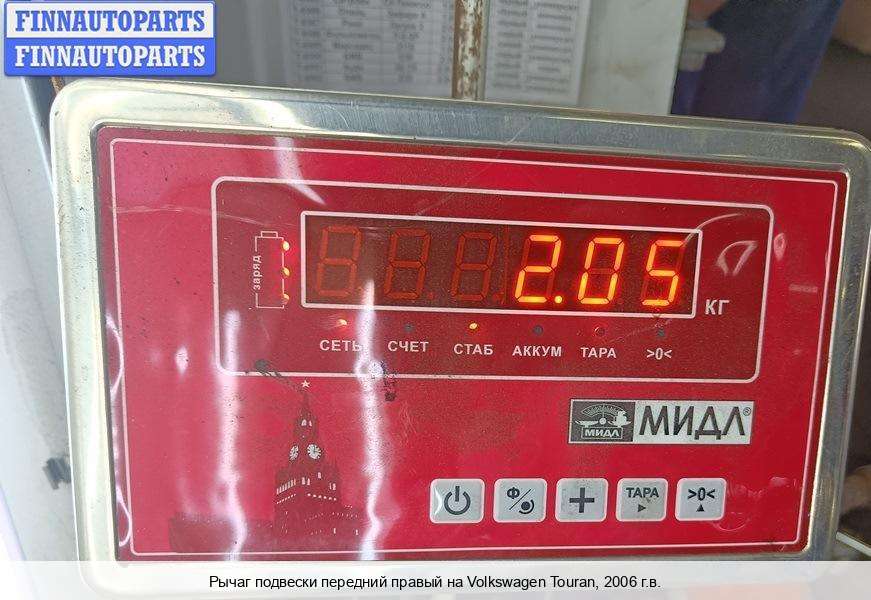 FINNAUTOPARTS
FINNAUTOPARTS
заряд
2.05
КГ
СЕТЬ СЧЕТ СТАБ АККУМ ТАРА >0<
МИДЛ МИДЛ®
Ф ТАРА >0<
Рычаг подвески передний правый на Volkswagen Touran, 2006 г.в.